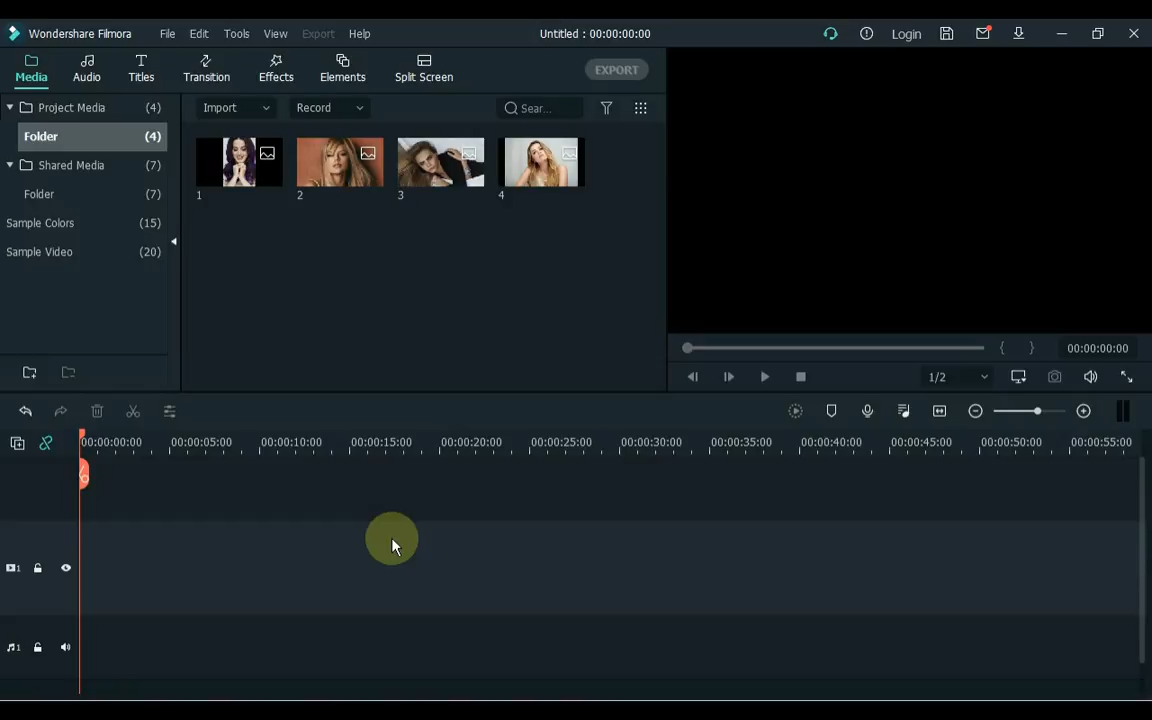 Wondershare Filmora File Edit Tools View Export Help Untitled : 00:00:00:00 Login
Media Audio Titles Transition Effects Elements Split Screen EXPORT
Project Media (4) Import Record Sear...
Folder (4)
Shared Media (7)
1 2 3 4
Folder (7)
Sample Colors (15)
Sample Video (20)
{ } 00:00:00:00
1/2
00:00:00:00 00:00:05:00 00:00:10:00 00:00:15:00 00:00:20:00 00:00:25:00 00:00:30:00 00:00:35:00 00:00:40:00 00:00:45:00 00:00:50:00 00:00:55:00
1
1